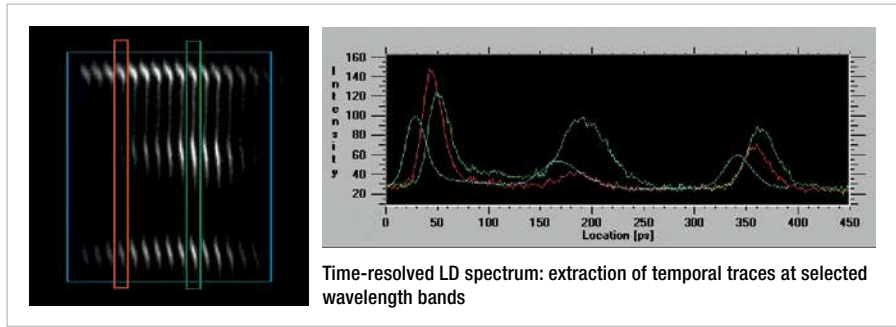 160
140
120
100
80
60
40
20
Intensity
0 50 100 150 200 250 300 350 400 450
Location [ps]
Time-resolved LD spectrum: extraction of temporal traces at selected
wavelength bands